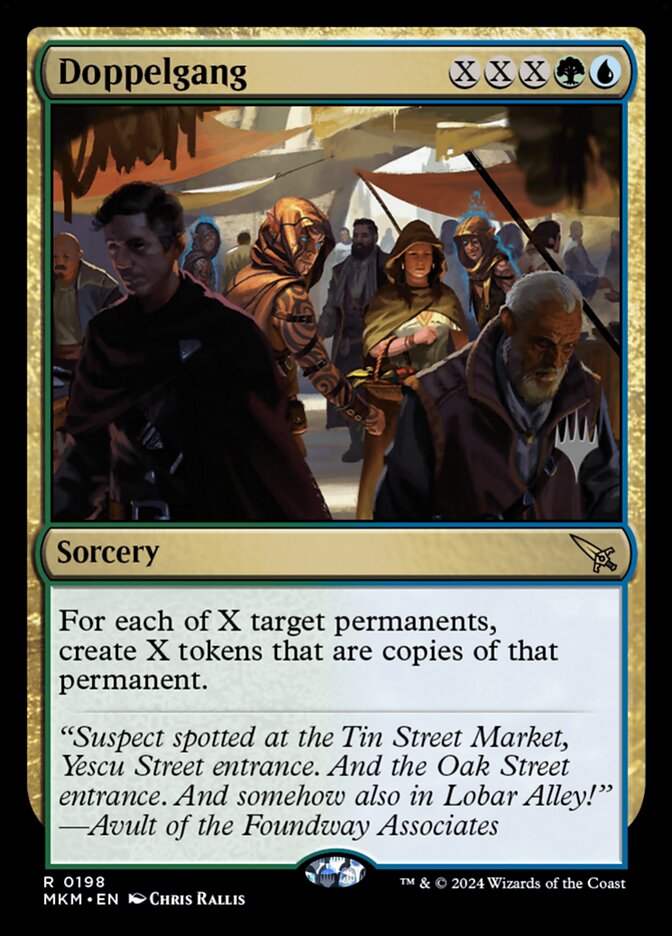 Doppelgang XXX
Sorcery
For each of X target permanents,
create X tokens that are copies of that
permanent.
“Suspect spotted at the Tin Street Market,
Yescu Street entrance. And the Oak Street
entrance. And somehow also in Lobar Alley!”
—Avult of the Foundway Associates
R 0198
MKM • EN Chris Rallis
™ & © 2024 Wizards of the Coast